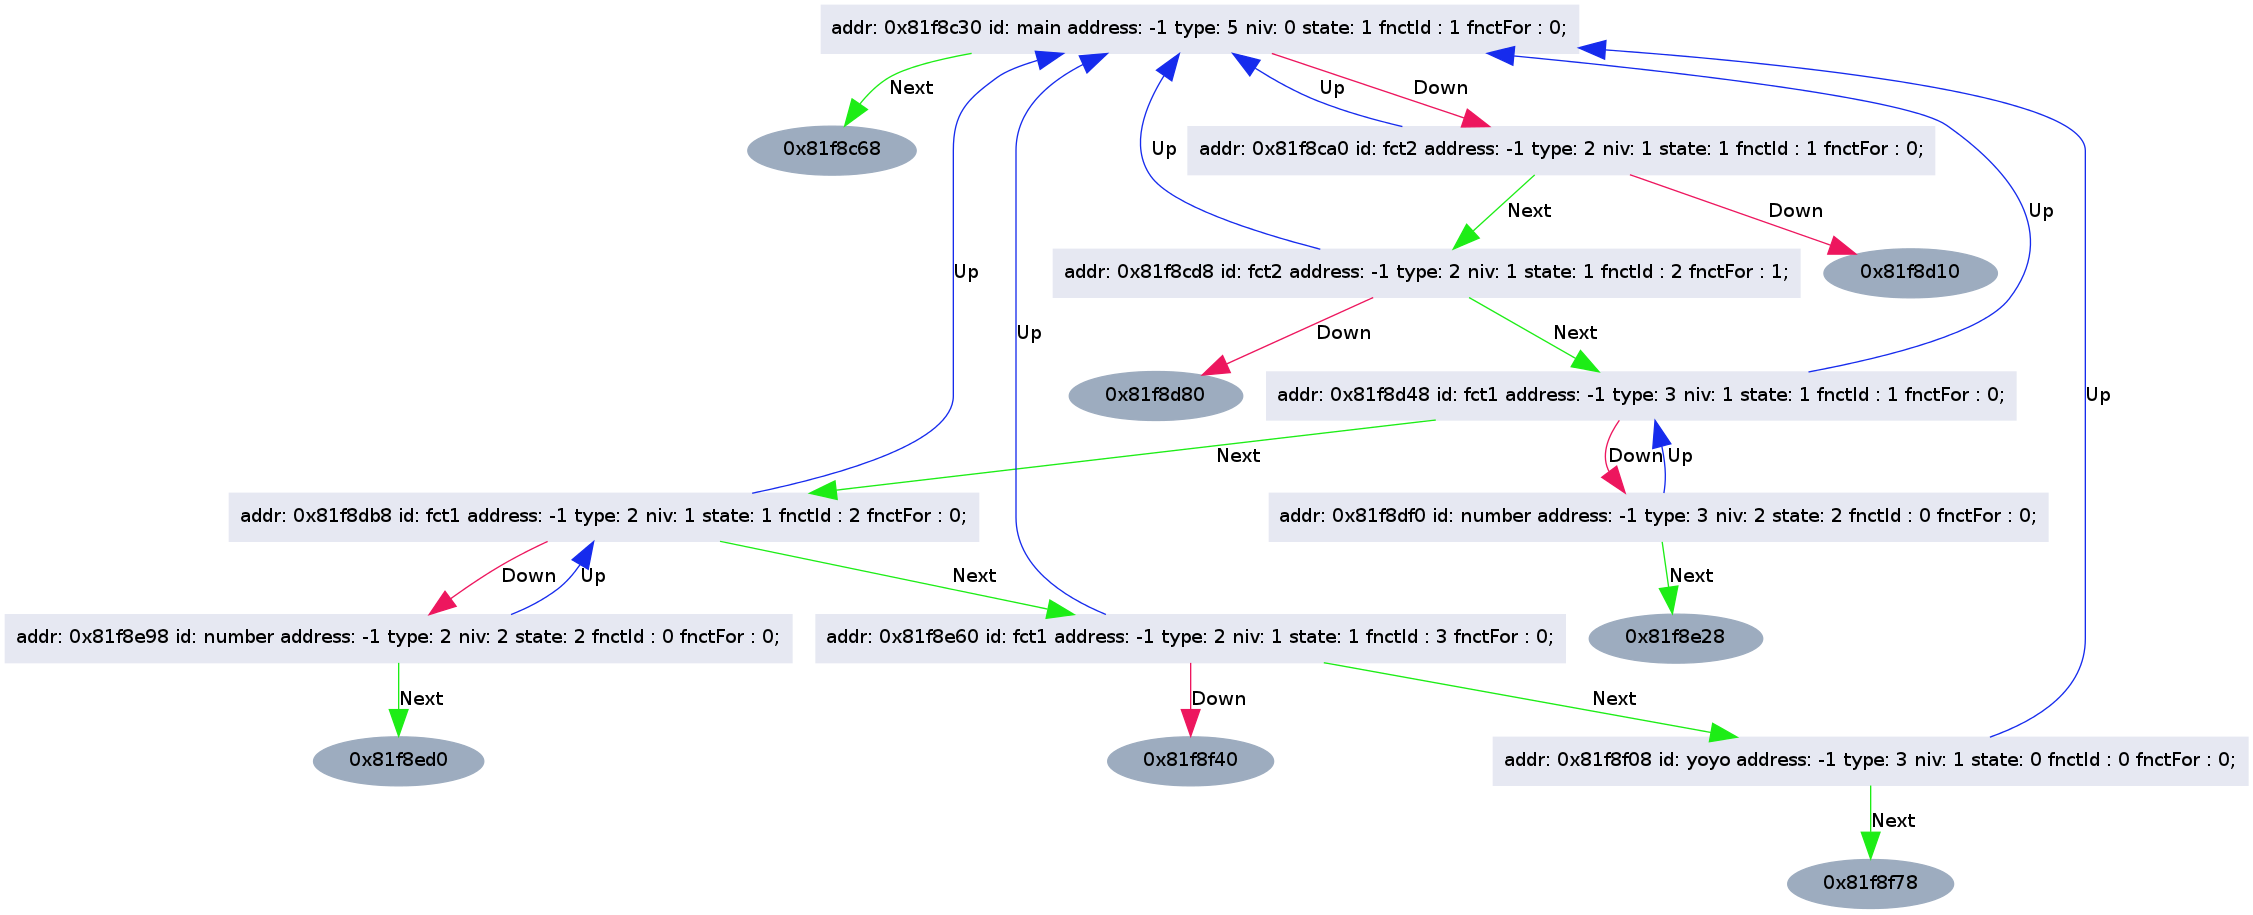 addr: 0x81f8c30 id: main address: -1 type: 5 niv: 0 state: 1 fnctId : 1 fnctFor : 0;
Next
Up
Down
0x81f8c68
Up
addr: 0x81f8ca0 id: fct2 address: -1 type: 2 niv: 1 state: 1 fnctId : 1 fnctFor : 0;
Next
Down
Up
Up
addr: 0x81f8cd8 id: fct2 address: -1 type: 2 niv: 1 state: 1 fnctId : 2 fnctFor : 1;
0x81f8d10
Up
Down
Next
0x81f8d80
addr: 0x81f8d48 id: fct1 address: -1 type: 3 niv: 1 state: 1 fnctId : 1 fnctFor : 0;
Up
Next
Down
Up
addr: 0x81f8db8 id: fct1 address: -1 type: 2 niv: 1 state: 1 fnctId : 2 fnctFor : 0;
addr: 0x81f8df0 id: number address: -1 type: 3 niv: 2 state: 2 fnctId : 0 fnctFor : 0;
Down
Up
Next
Next
addr: 0x81f8e98 id: number address: -1 type: 2 niv: 2 state: 2 fnctId : 0 fnctFor : 0;
addr: 0x81f8e60 id: fct1 address: -1 type: 2 niv: 1 state: 1 fnctId : 3 fnctFor : 0;
0x81f8e28
Next
Down
Next
0x81f8ed0
0x81f8f40
addr: 0x81f8f08 id: yoyo address: -1 type: 3 niv: 1 state: 0 fnctId : 0 fnctFor : 0;
Next
0x81f8f78